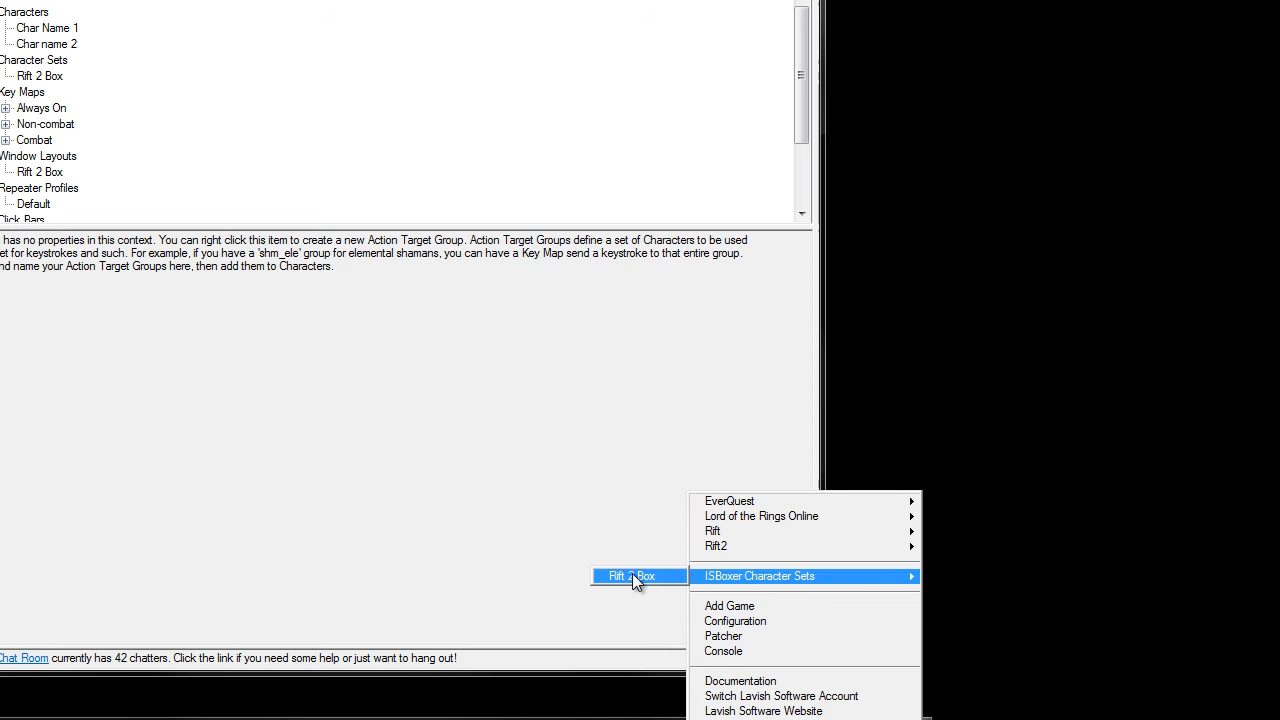 Characters
Char Name 1
Char name 2
Character Sets
Rift 2 Box
Key Maps
Always On
Non-combat
Combat
Window Layouts
Rift 2 Box
Repeater Profiles
Default
Click Bars
has no properties in this context. You can right click this item to create a new Action Target Group. Action Target Groups define a set of Characters to be used
et for keystrokes and such. For example, if you have a 'shm_ele' group for elemental shamans, you can have a Key Map send a keystroke to that entire group.
nd name your Action Target Groups here, then add them to Characters.
EverQuest
Lord of the Rings Online
Rift
Rift2
Rift 2 Box
ISBoxer Character Sets
Add Game
Configuration
Patcher
Console
Chat Room currently has 42 chatters. Click the link if you need some help or just want to hang out!
Documentation
Switch Lavish Software Account
Lavish Software Website